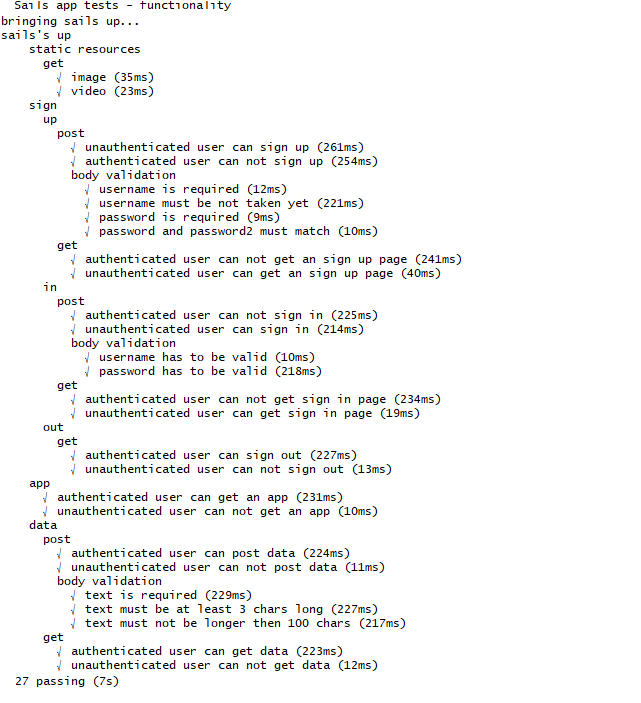 Sails app tests - functionality
bringing sails up...
sails's up
static resources
get
√ image (35ms)
√ video (23ms)
sign
up
post
√ unauthenticated user can sign up (261ms)
√ authenticated user can not sign up (254ms)
body validation
√ username is required (12ms)
√ username must be not taken yet (221ms)
√ password is required (9ms)
√ password and password2 must match (10ms)
get
√ authenticated user can not get an sign up page (241ms)
√ unauthenticated user can get an sign up page (40ms)
in
post
√ authenticated user can not sign in (225ms)
√ unauthenticated user can sign in (214ms)
body validation
√ username has to be valid (10ms)
√ password has to be valid (218ms)
get
√ authenticated user can not get sign in page (234ms)
√ unauthenticated user can get sign in page (19ms)
out
get
√ authenticated user can sign out (227ms)
√ unauthenticated user can not sign out (13ms)
app
√ authenticated user can get an app (231ms)
√ unauthenticated user can not get an app (10ms)
data
post
√ authenticated user can post data (224ms)
√ unauthenticated user can not post data (11ms)
body validation
√ text is required (229ms)
√ text must be at least 3 chars long (227ms)
√ text must not be longer then 100 chars (217ms)
get
√ authenticated user can get data (223ms)
√ unauthenticated user can not get data (12ms)
27 passing (7s)